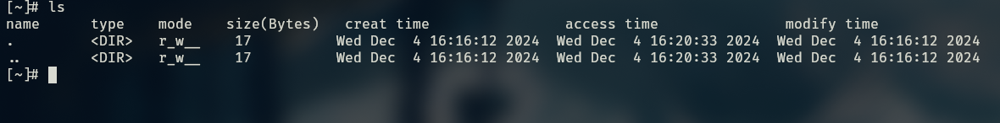 [~]# ls
name      type    mode    size(Bytes)   creat time                access time               modify time
.         <DIR>   r_w__    17          Wed Dec  4 16:16:12 2024  Wed Dec  4 16:20:33 2024  Wed Dec  4 16:16:12 2024
..        <DIR>   r_w__    17          Wed Dec  4 16:16:12 2024  Wed Dec  4 16:20:33 2024  Wed Dec  4 16:16:12 2024
[~]#